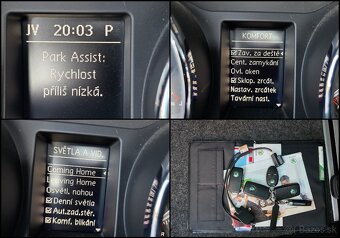 JV 20:03 P
Park Assist:
Rychlost
příliš nízká.
KOMFORT
Zav. za deště
Cent. zamykání
Ovl. oken
Sklop. zrcát.
Nastav. zrcátek
Tovární nast.
SVĚTLA A VID.
Coming Home
Leaving Home
Osvětl. nohou
Denní světla
Aut.zad.stěr.
Komf. blikání